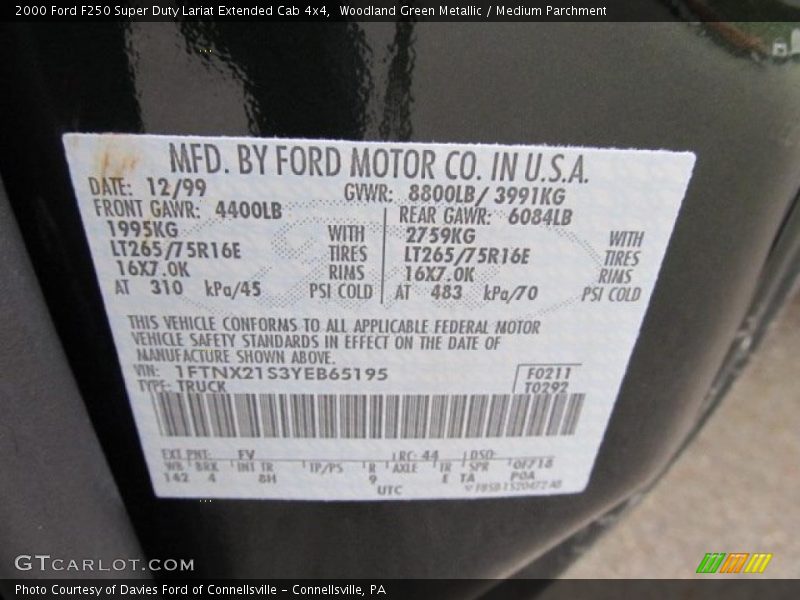 2000 Ford F250 Super Duty Lariat Extended Cab 4x4, Woodland Green Metallic / Medium Parchment
MFD. BY FORD MOTOR CO. IN U.S.A.
DATE: 12/99 GVWR: 8800LB/ 3991KG
FRONT GAWR: 4400LB REAR GAWR: 6084LB
1995KG WITH 2759KG WITH
LT265/75R16E TIRES LT265/75R16E TIRES
16X7.0K RIMS 16X7.0K RIMS
AT 310 kPa/45 PSI COLD AT 483 kPa/70 PSI COLD
THIS VEHICLE CONFORMS TO ALL APPLICABLE FEDERAL MOTOR
VEHICLE SAFETY STANDARDS IN EFFECT ON THE DATE OF
MANUFACTURE SHOWN ABOVE.
VIN: 1FTNX21S3YEB65195 F0211
TYPE: TRUCK T0292
EXT PNT: FV RC: 44 DSO:
WB BRK INT TR TP/PS R AXLE TR SPR
142 4 8H 9 E TA POA
UTC
GTCARLOT.COM
Photo Courtesy of Davies Ford of Connellsville – Connellsville, PA